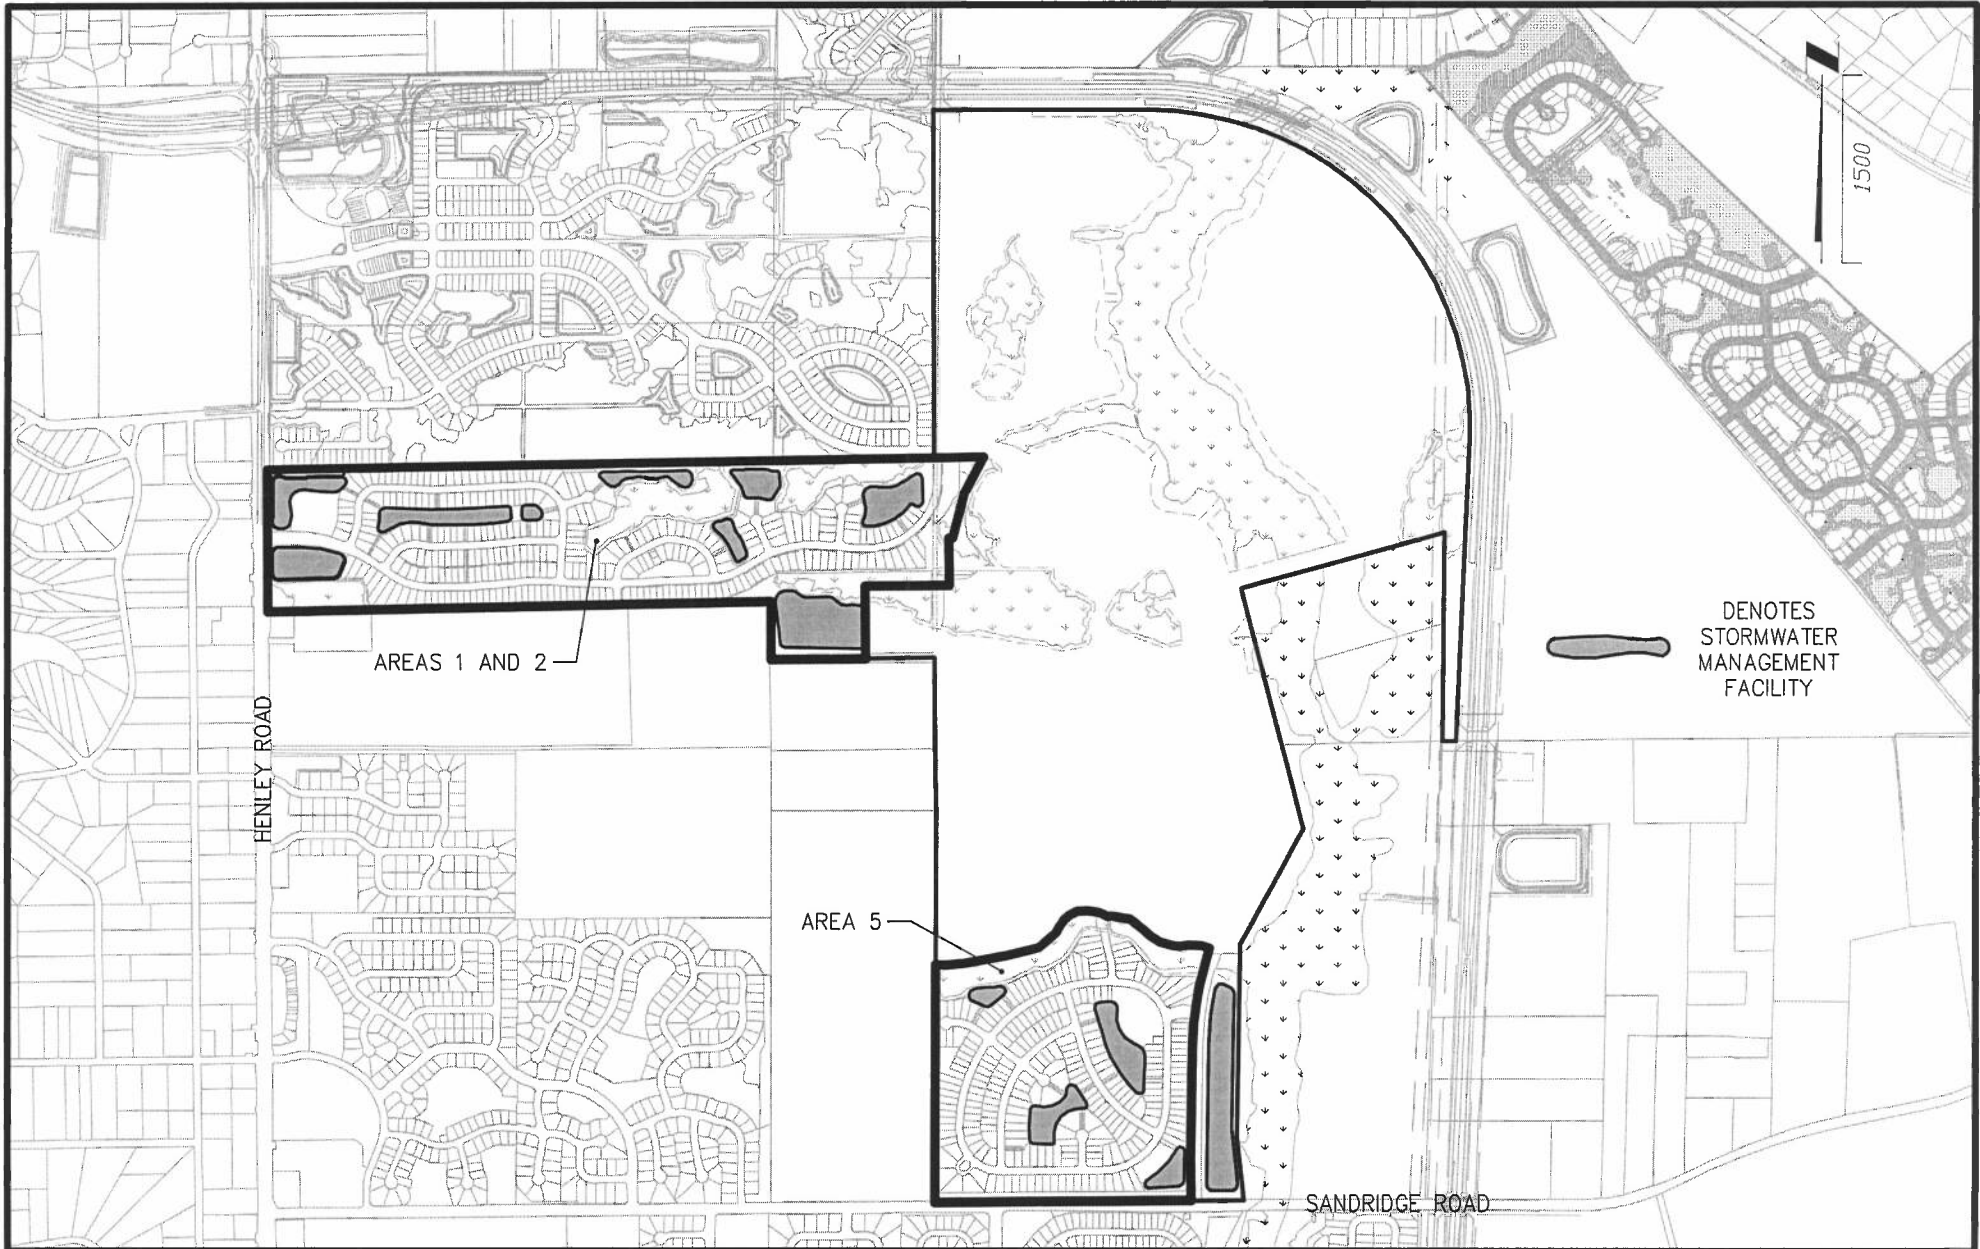 1500
DENOTES
STORMWATER
MANAGEMENT
FACILITY
AREAS 1 AND 2
HENLEY ROAD
AREA 5
SANDRIDGE ROAD